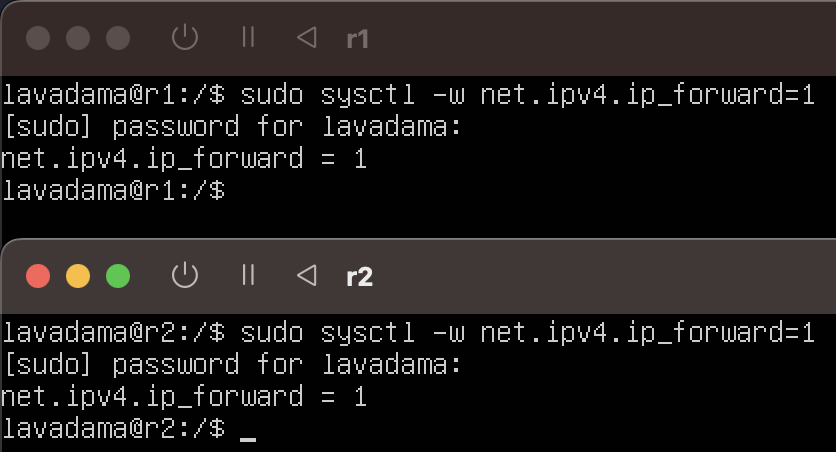 r1
lavadama@r1:/$ sudo sysctl -w net.ipv4.ip_forward=1
[sudo] password for lavadama:
net.ipv4.ip_forward = 1
lavadama@r1:/$
r2
lavadama@r2:/$ sudo sysctl -w net.ipv4.ip_forward=1
[sudo] password for lavadama:
net.ipv4.ip_forward = 1
lavadama@r2:/$ _